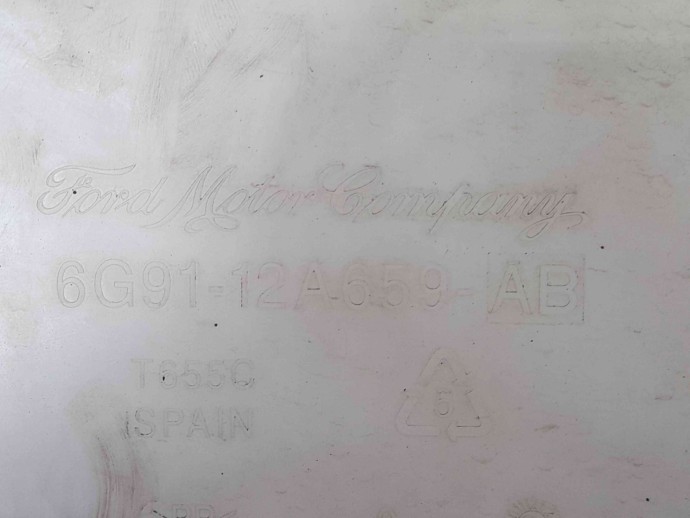 Ford Motor Company
6G91-12A659-AB
T655C
SPAIN
5